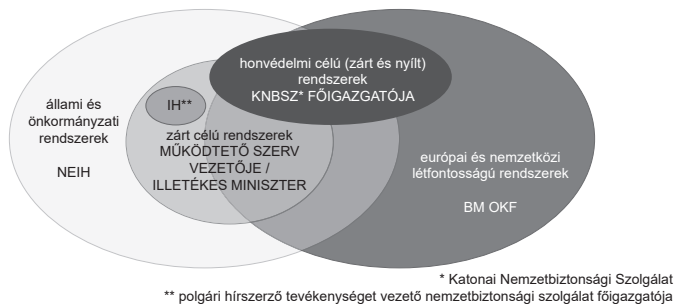 honvédelmi célú (zárt és nyílt)
rendszerek
KNBSZ* FŐIGAZGATÓJA
állami és
önkormányzati
rendszerek
NEIH
IH**
zárt célú rendszerek
MŰKÖDTETŐ SZERV
VEZETŐJE /
ILLETÉKES MINISZTER
európai és nemzetközi
létfontosságú rendszerek
BM OKF
* Katonai Nemzetbiztonsági Szolgálat
** polgári hírszerző tevékenységet vezető nemzetbiztonsági szolgálat főigazgatója